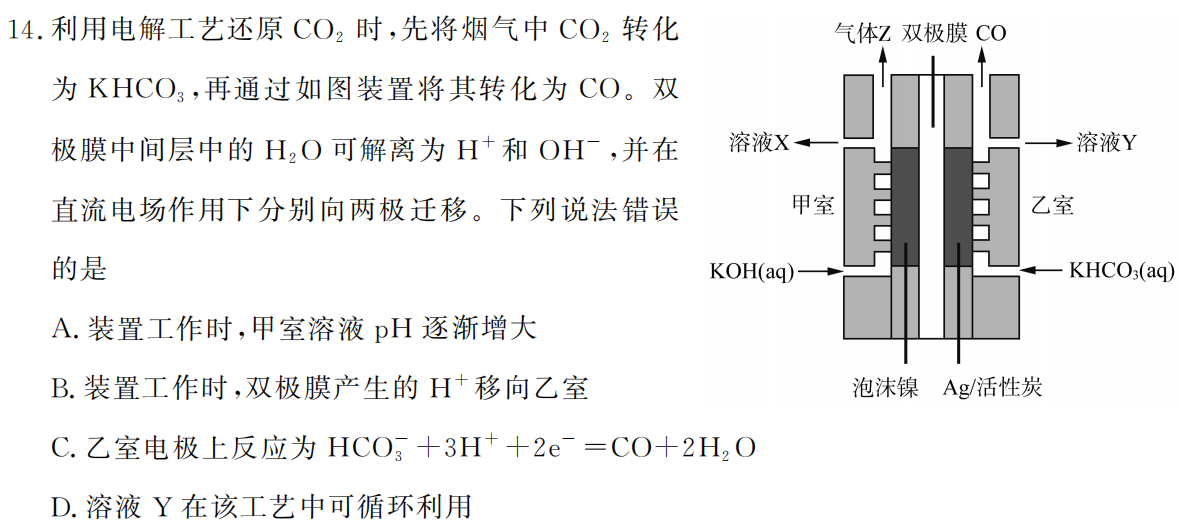 14. 利用电解工艺还原 CO₂ 时,先将烟气中 CO₂ 转化
为 KHCO₃,再通过如图装置将其转化为 CO。双
极膜中间层中的 H₂O 可解离为 H⁺ 和 OH⁻,并在
直流电场作用下分别向两极迁移。下列说法错误
的是
A. 装置工作时,甲室溶液 pH 逐渐增大
B. 装置工作时,双极膜产生的 H⁺ 移向乙室
C. 乙室电极上反应为 HCO₃⁻+3H⁺+2e⁻=CO+2H₂O
D. 溶液 Y 在该工艺中可循环利用
气体Z 双极膜 CO
溶液X
溶液Y
甲室
乙室
KOH(aq)
KHCO₃(aq)
泡沫镍
Ag/活性炭